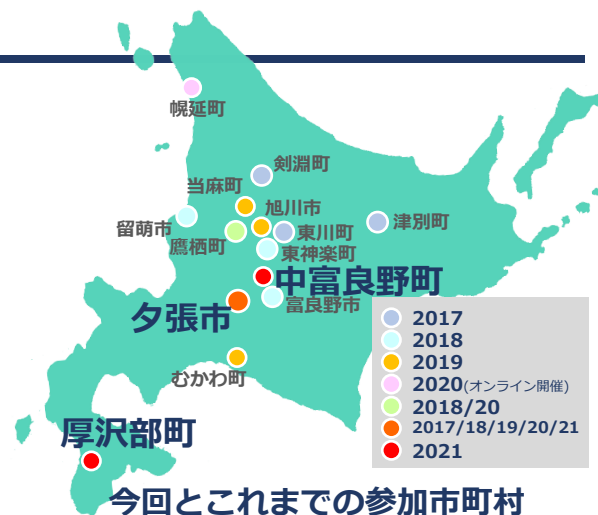 幌延町
剣淵町
当麻町
旭川市
津別町
留萌市
東川町
鷹栖町
東神楽町
中富良野町
富良野市
夕張市
むかわ町
厚沢部町
2017
2018
2019
2020(オンライン開催)
2018/20
2017/18/19/20/21
2021
今回とこれまでの参加市町村